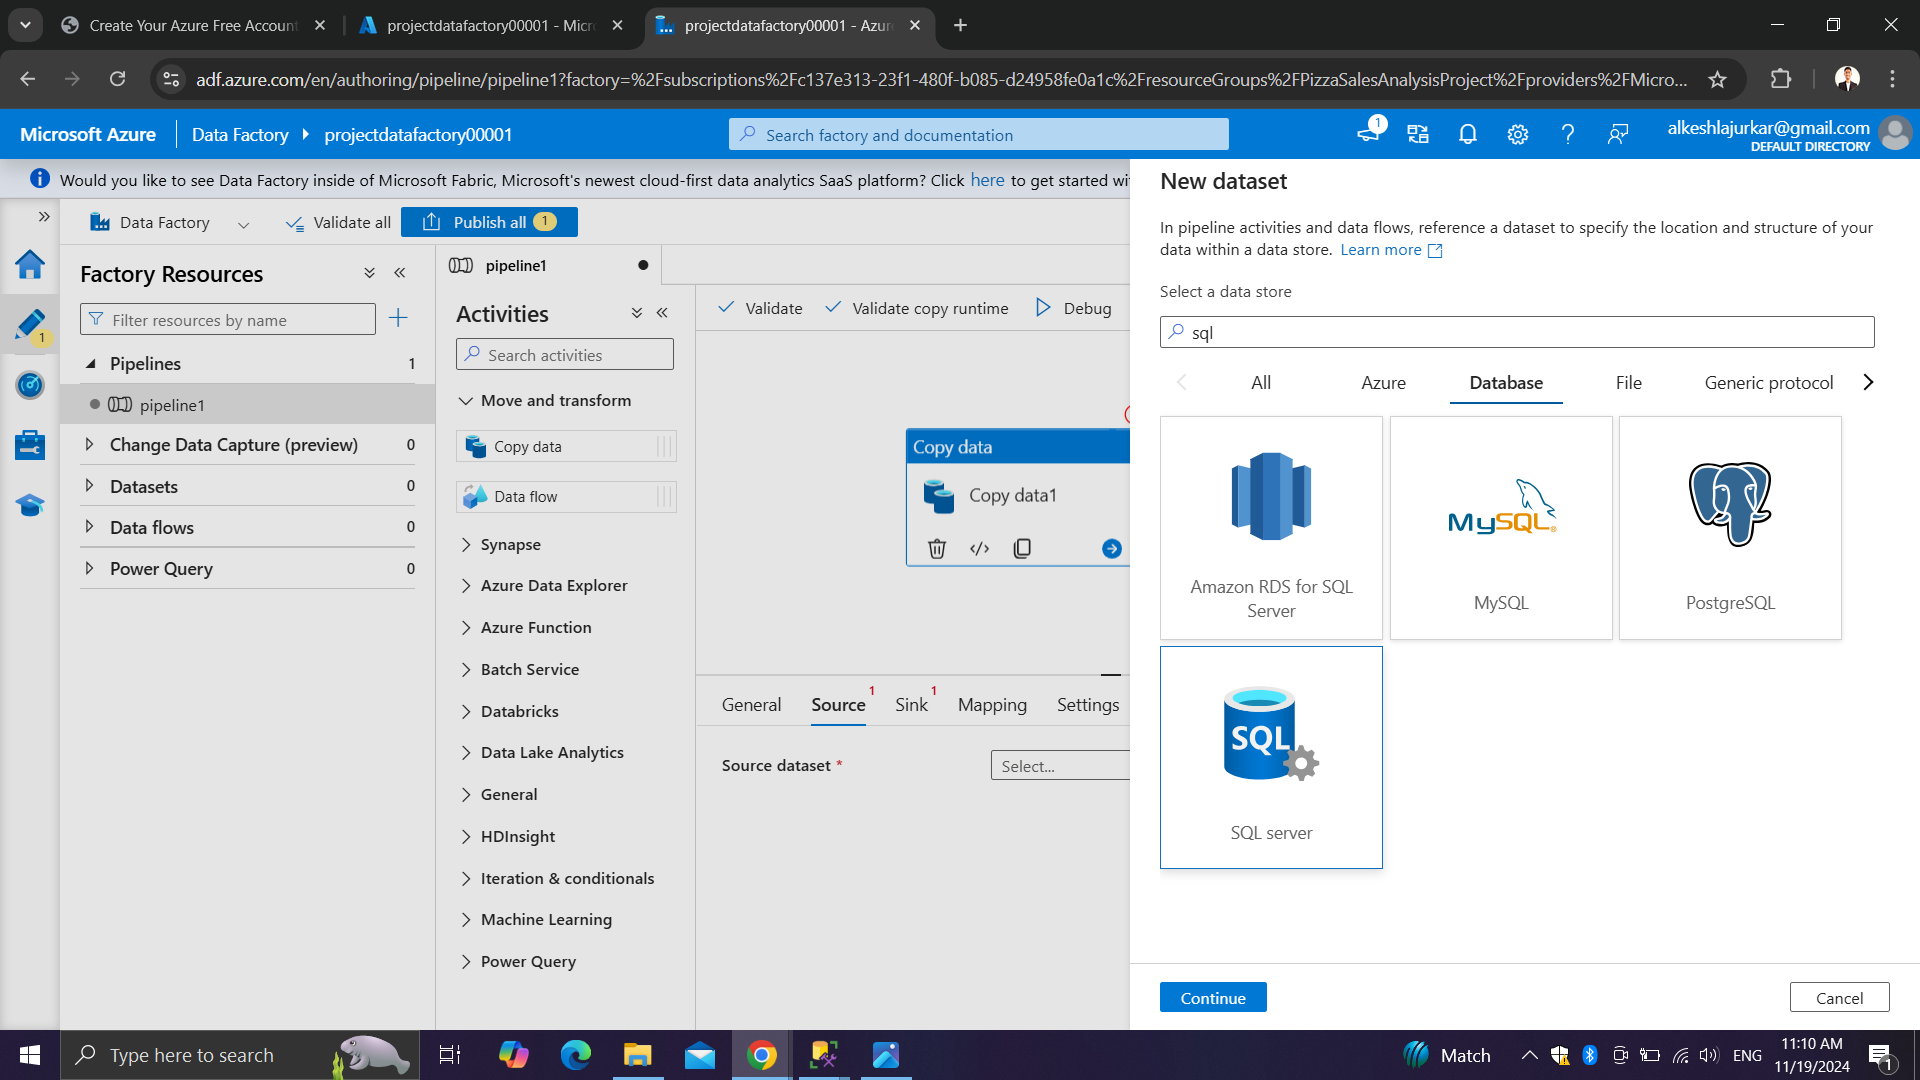 Create Your Azure Free Account
projectdatafactory00001 - Micr
projectdatafactory00001 - Azur
adf.azure.com/en/authoring/pipeline/pipeline1?factory=%2Fsubscriptions%2Fc137e313-23f1-480f-b085-d24958fe0a1c%2FresourceGroups%2FPizzaSalesAnalysisProject%2Fproviders%2FMicro...
Microsoft Azure
Data Factory
projectdatafactory00001
Search factory and documentation
1
alkeshlajurkar@gmail.com
DEFAULT DIRECTORY
Would you like to see Data Factory inside of Microsoft Fabric, Microsoft's newest cloud-first data analytics SaaS platform? Click here to get started wi
Data Factory
Validate all
Publish all 1
1
Factory Resources
Filter resources by name
Pipelines 1
pipeline1
Change Data Capture (preview) 0
Datasets 0
Data flows 0
Power Query 0
pipeline1
Activities
Search activities
Move and transform
Copy data
Data flow
Synapse
Azure Data Explorer
Azure Function
Batch Service
Databricks
Data Lake Analytics
General
HDInsight
Iteration & conditionals
Machine Learning
Power Query
Validate
Validate copy runtime
Debug
Copy data
Copy data1
General
Source 1
Sink 1
Mapping
Settings
Source dataset *
Select...
New dataset
In pipeline activities and data flows, reference a dataset to specify the location and structure of your
data within a data store. Learn more
Select a data store
sql
All
Azure
Database
File
Generic protocol
Amazon RDS for SQL
Server
MySQL
MySQL
PostgreSQL
SQL
SQL server
Continue
Cancel
Type here to search
Match
ENG
11:10 AM
11/19/2024
1